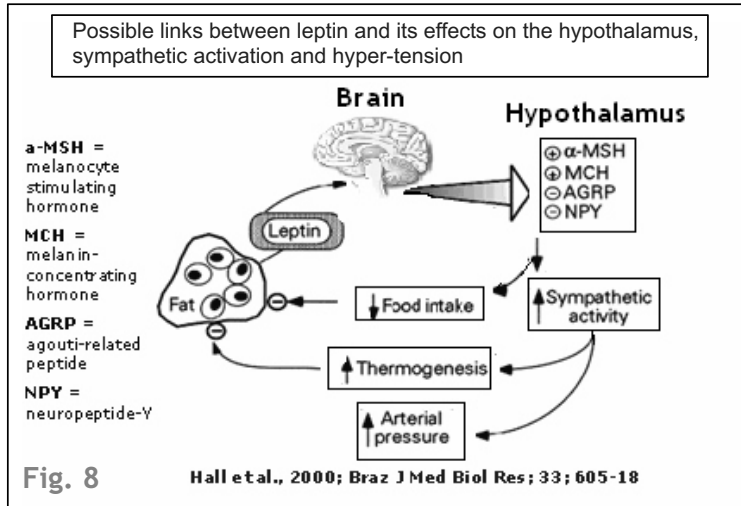 Possible links between leptin and its effects on the hypothalamus,
sympathetic activation and hyper-tension
Brain
Hypothalamus
a-MSH =
melanocyte
stimulating
hormone
MCH =
melanin-
concentrating
hormone
AGRP =
agouti-related
peptide
NPY =
neuropeptide-Y
⊕ α-MSH
⊕ MCH
⊖ AGRP
⊖ NPY
Leptin
Fat
⊖
⊖
↓ Food intake
↑ Sympathetic
activity
↑ Thermogenesis
↑ Arterial
pressure
Fig. 8
Hall et al., 2000; Braz J Med Biol Res; 33; 605-18